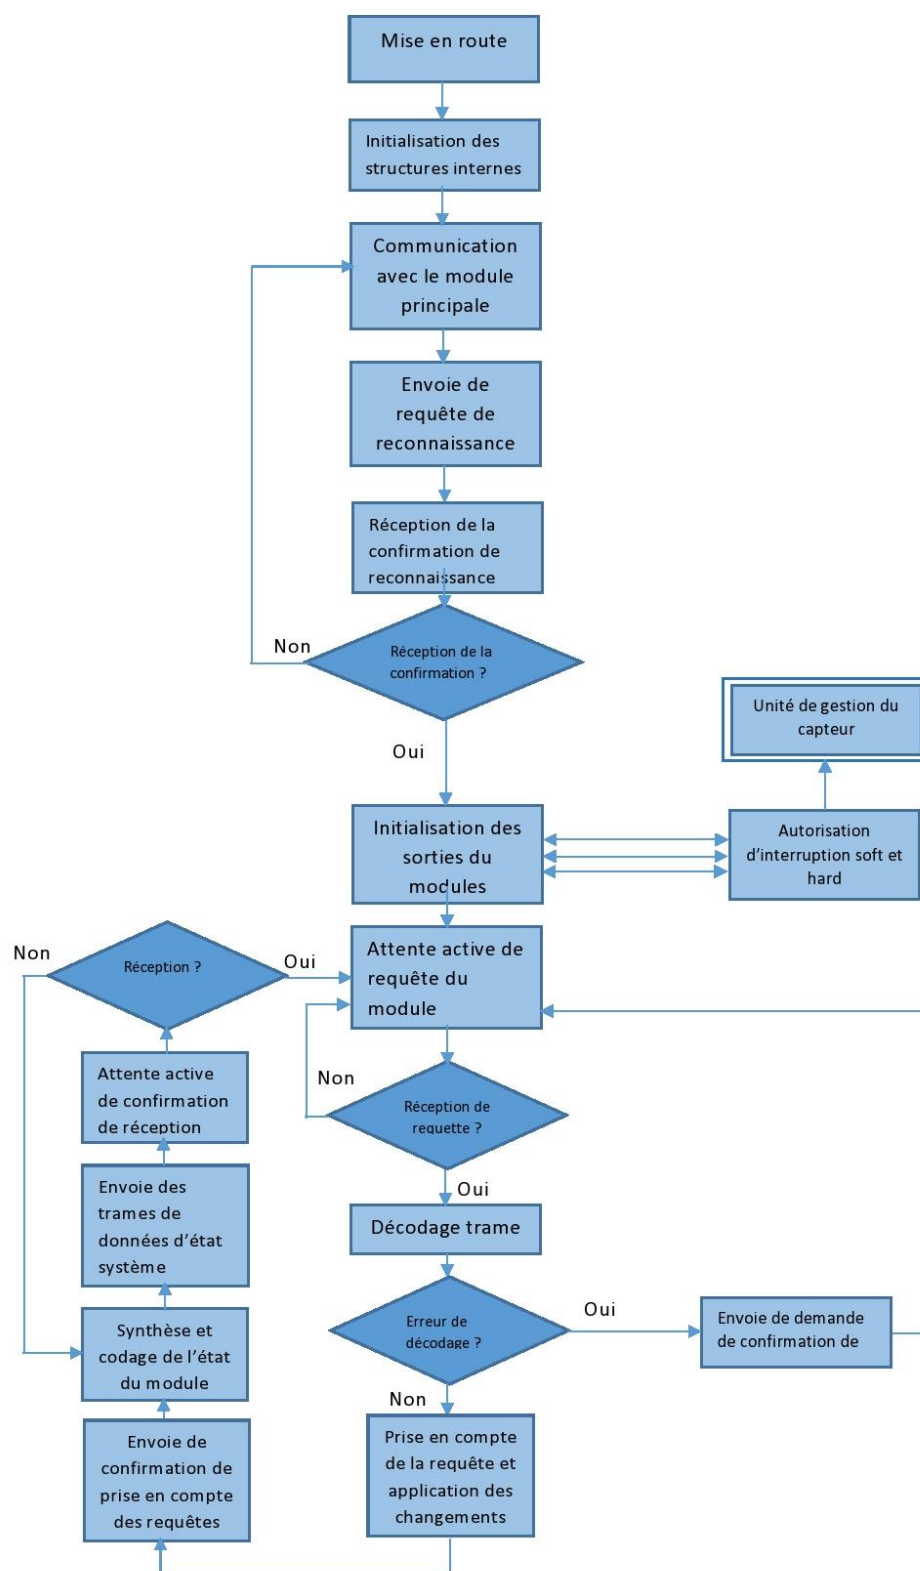 Mise en route
Initialisation des
structures internes
Communication
avec le module
principale
Envoie de
requête de
reconnaissance
Réception de la
confirmation de
reconnaissance
Non
Réception de la
confirmation ?
Oui
Unité de gestion du
capteur
Initialisation des
sorties du
modules
Autorisation
d’interruption soft et
hard
Non
Réception ?
Oui
Attente active de
requête du
module
Non
Réception de
requette ?
Oui
Attente active
de confirmation
de réception
Envoie des
trames de
données d’état
système
Décodage trame
Erreur de
décodage ?
Oui
Envoie de demande
de confirmation de
Non
Synthèse et
codage de l’état
du module
Prise en compte
de la requête et
application des
changements
Envoie de
confirmation de
prise en compte
des requêtes